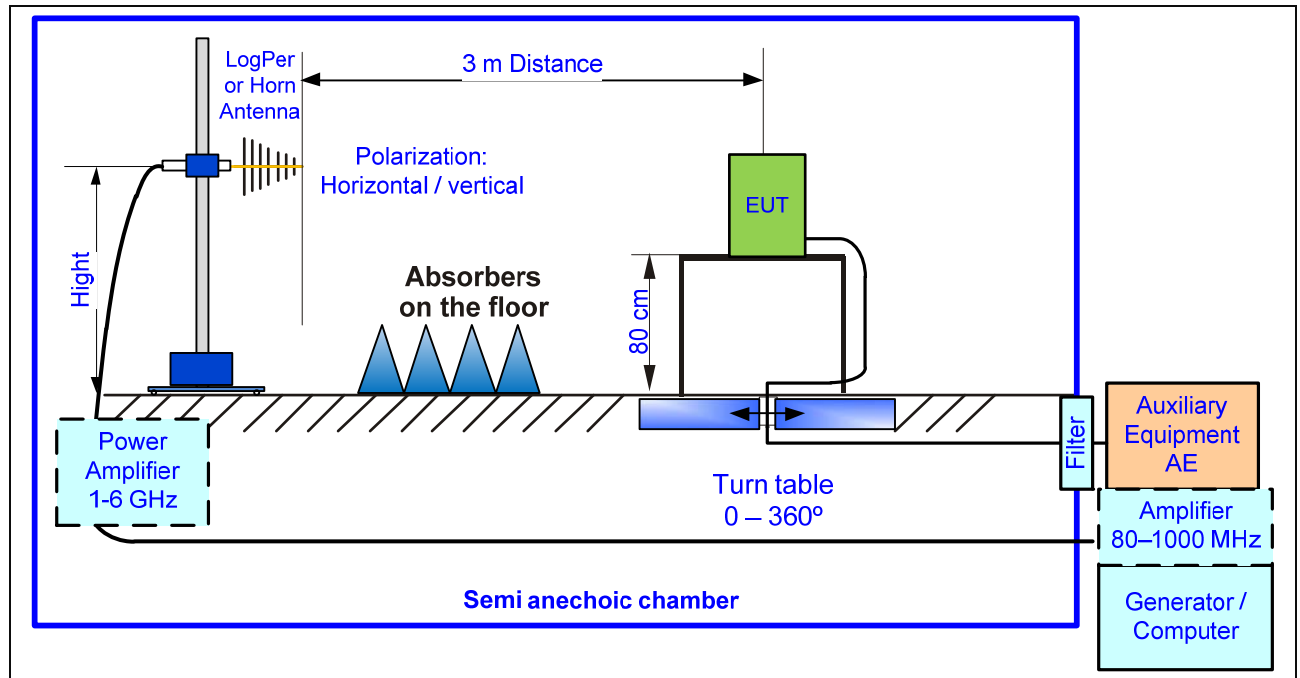 LogPer
or Horn
Antenna
3 m Distance
Polarization:
Horizontal / vertical
EUT
Hight
Absorbers
on the floor
80 cm
Power
Amplifier
1-6 GHz
Turn table
0 – 360º
Filter
Auxiliary
Equipment
AE
Amplifier
80–1000 MHz
Generator /
Computer
Semi anechoic chamber